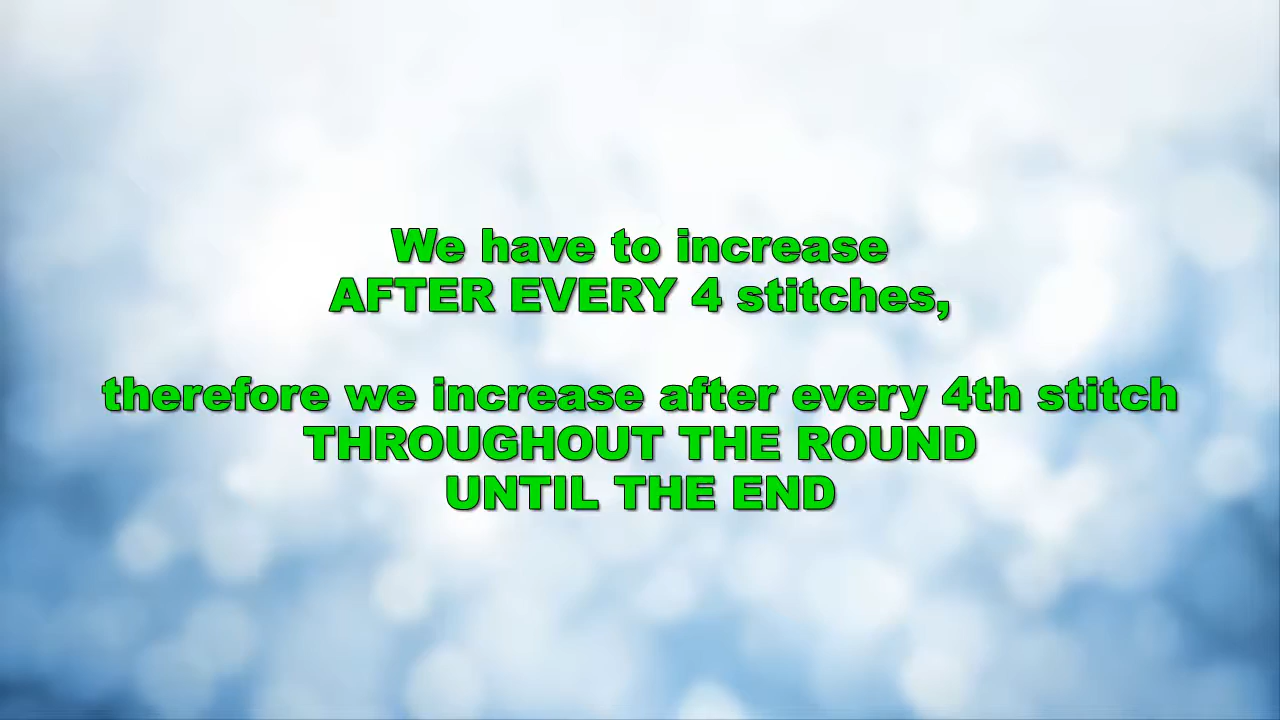 We have to increase
AFTER EVERY 4 stitches,
therefore we increase after every 4th stitch
THROUGHOUT THE ROUND
UNTIL THE END